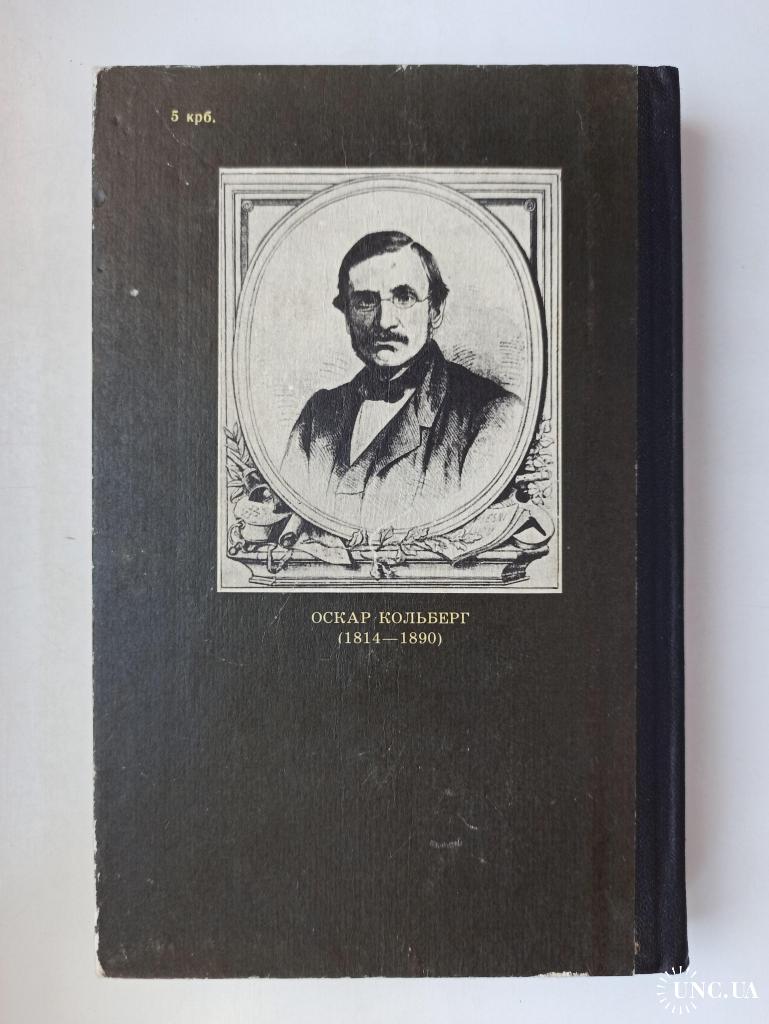 5 крб.
ОСКАР КОЛЬБЕРГ
(1814—1890)
UNC.UA